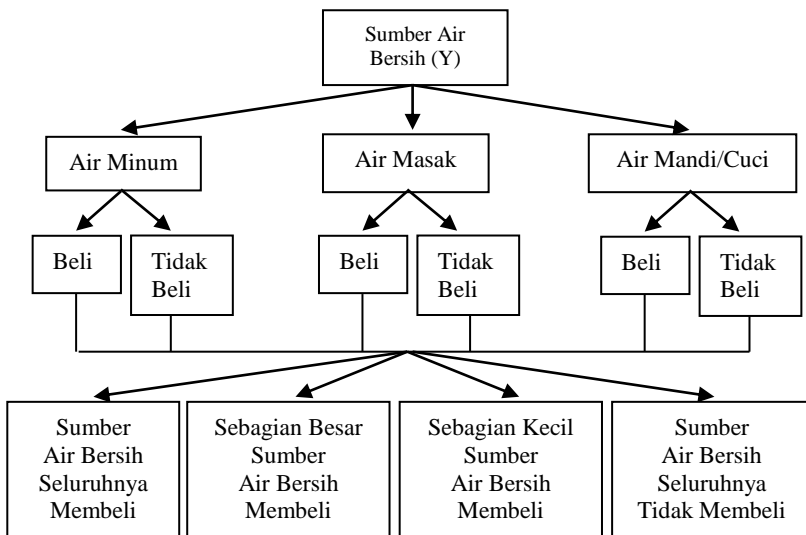 Sumber Air
Bersih (Y)
Air Minum
Air Masak
Air Mandi/Cuci
Beli
Tidak
Beli
Beli
Tidak
Beli
Beli
Tidak
Beli
Sumber
Air Bersih
Seluruhnya
Membeli
Sebagian Besar
Sumber
Air Bersih
Membeli
Sebagian Kecil
Sumber
Air Bersih
Membeli
Sumber
Air Bersih
Seluruhnya
Tidak Membeli